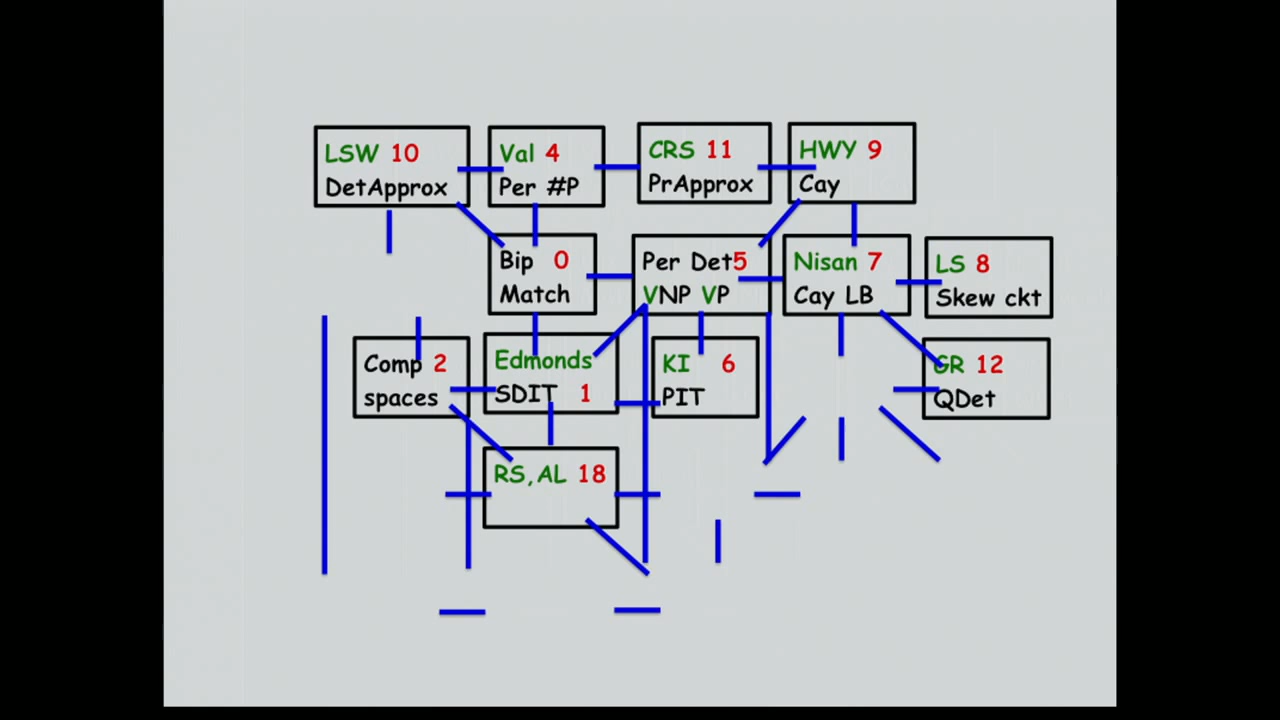 LSW 10
DetApprox
Val 4
Per #P
CRS 11
PrApprox
HWY 9
Cay
Bip 0
Match
Per Det5
VNP VP
Nisan 7
Cay LB
LS 8
Skew ckt
Comp 2
spaces
Edmonds
SDIT 1
KI 6
PIT
GR 12
QDet
RS,AL 18